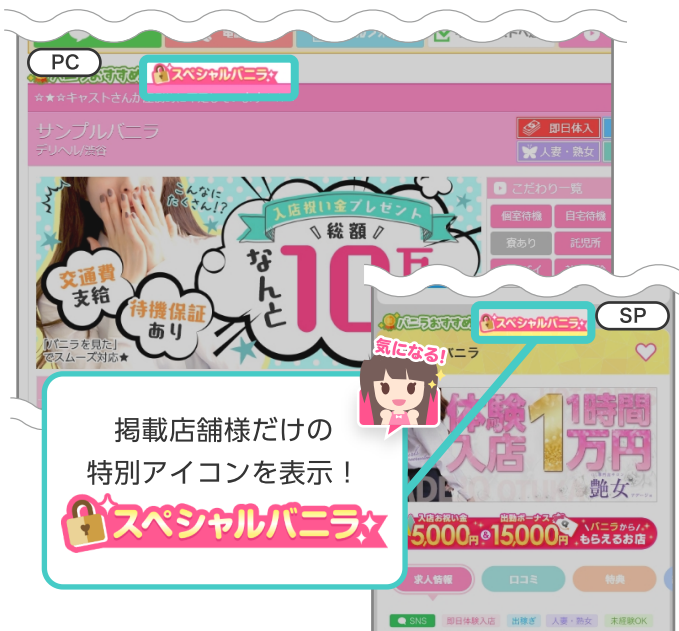 PC
バニラおすすめ
スペシャルバニラ
☆★☆キャストさんが
サンプルバニラ
デリヘル/渋谷
即日体入
人妻・熟女
こんなに
たくさん!?
入店祝い金プレゼント
総額
なんと
10万
交通費
支給
待機保証
あり
「バニラを見た」
でスムーズ対応★
こだわり一覧
個室待機
自宅待機
寮あり
託児所
SP
バニラおすすめ
スペシャルバニラ
バニラ
気になる!
体験
入店
1時間
1万円
艶女
入店お祝い金
5,000円
&
出勤ボーナス
15,000円
バニラから
もらえるお店
求人情報
口コミ
特典
SNS
即日体験入店
出稼ぎ
人妻・熟女
未経験OK
掲載店舗様だけの
特別アイコンを表示！
スペシャルバニラ